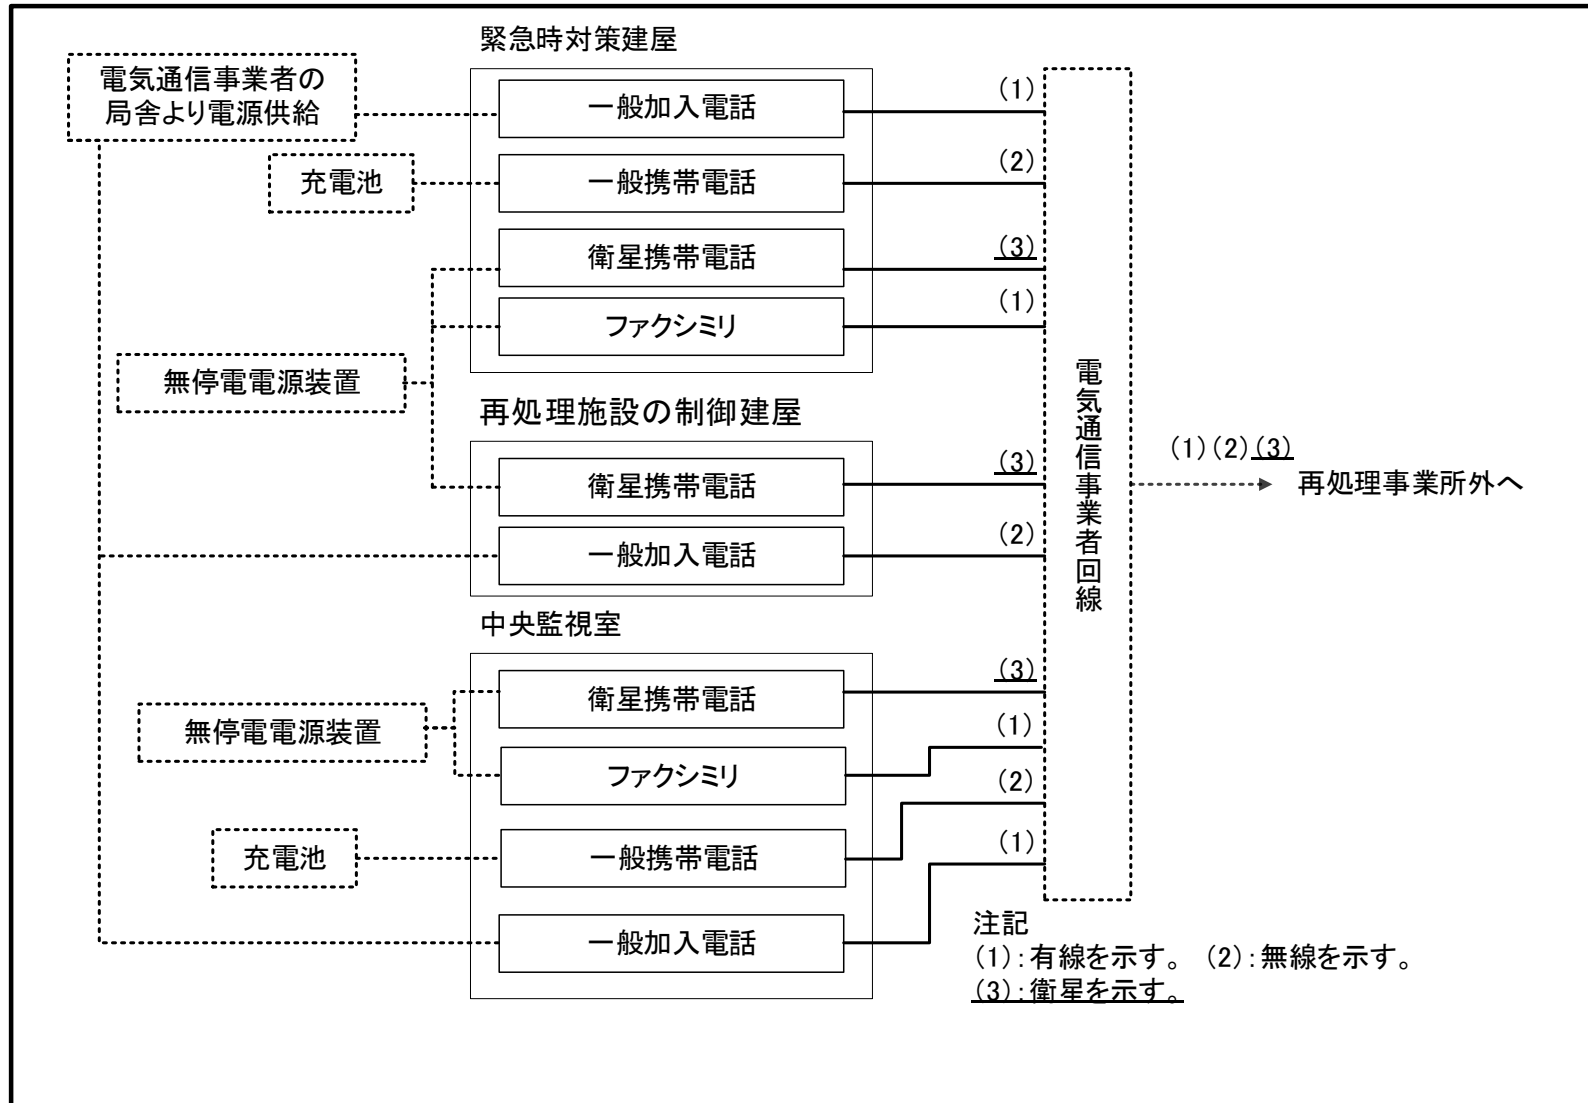 緊急時対策建屋
電気通信事業者の
局舎より電源供給
一般加入電話
(1)
充電池
一般携帯電話
(2)
衛星携帯電話
(3)
ファクシミリ
(1)
無停電電源装置
再処理施設の制御建屋
衛星携帯電話
(3)
一般加入電話
(2)
電気通信事業者回線
(1)(2)(3)
再処理事業所外へ
中央監視室
衛星携帯電話
(3)
無停電電源装置
ファクシミリ
(1)
充電池
一般携帯電話
(2)
一般加入電話
(1)
注記
(1):有線を示す。 (2):無線を示す。
(3):衛星を示す。